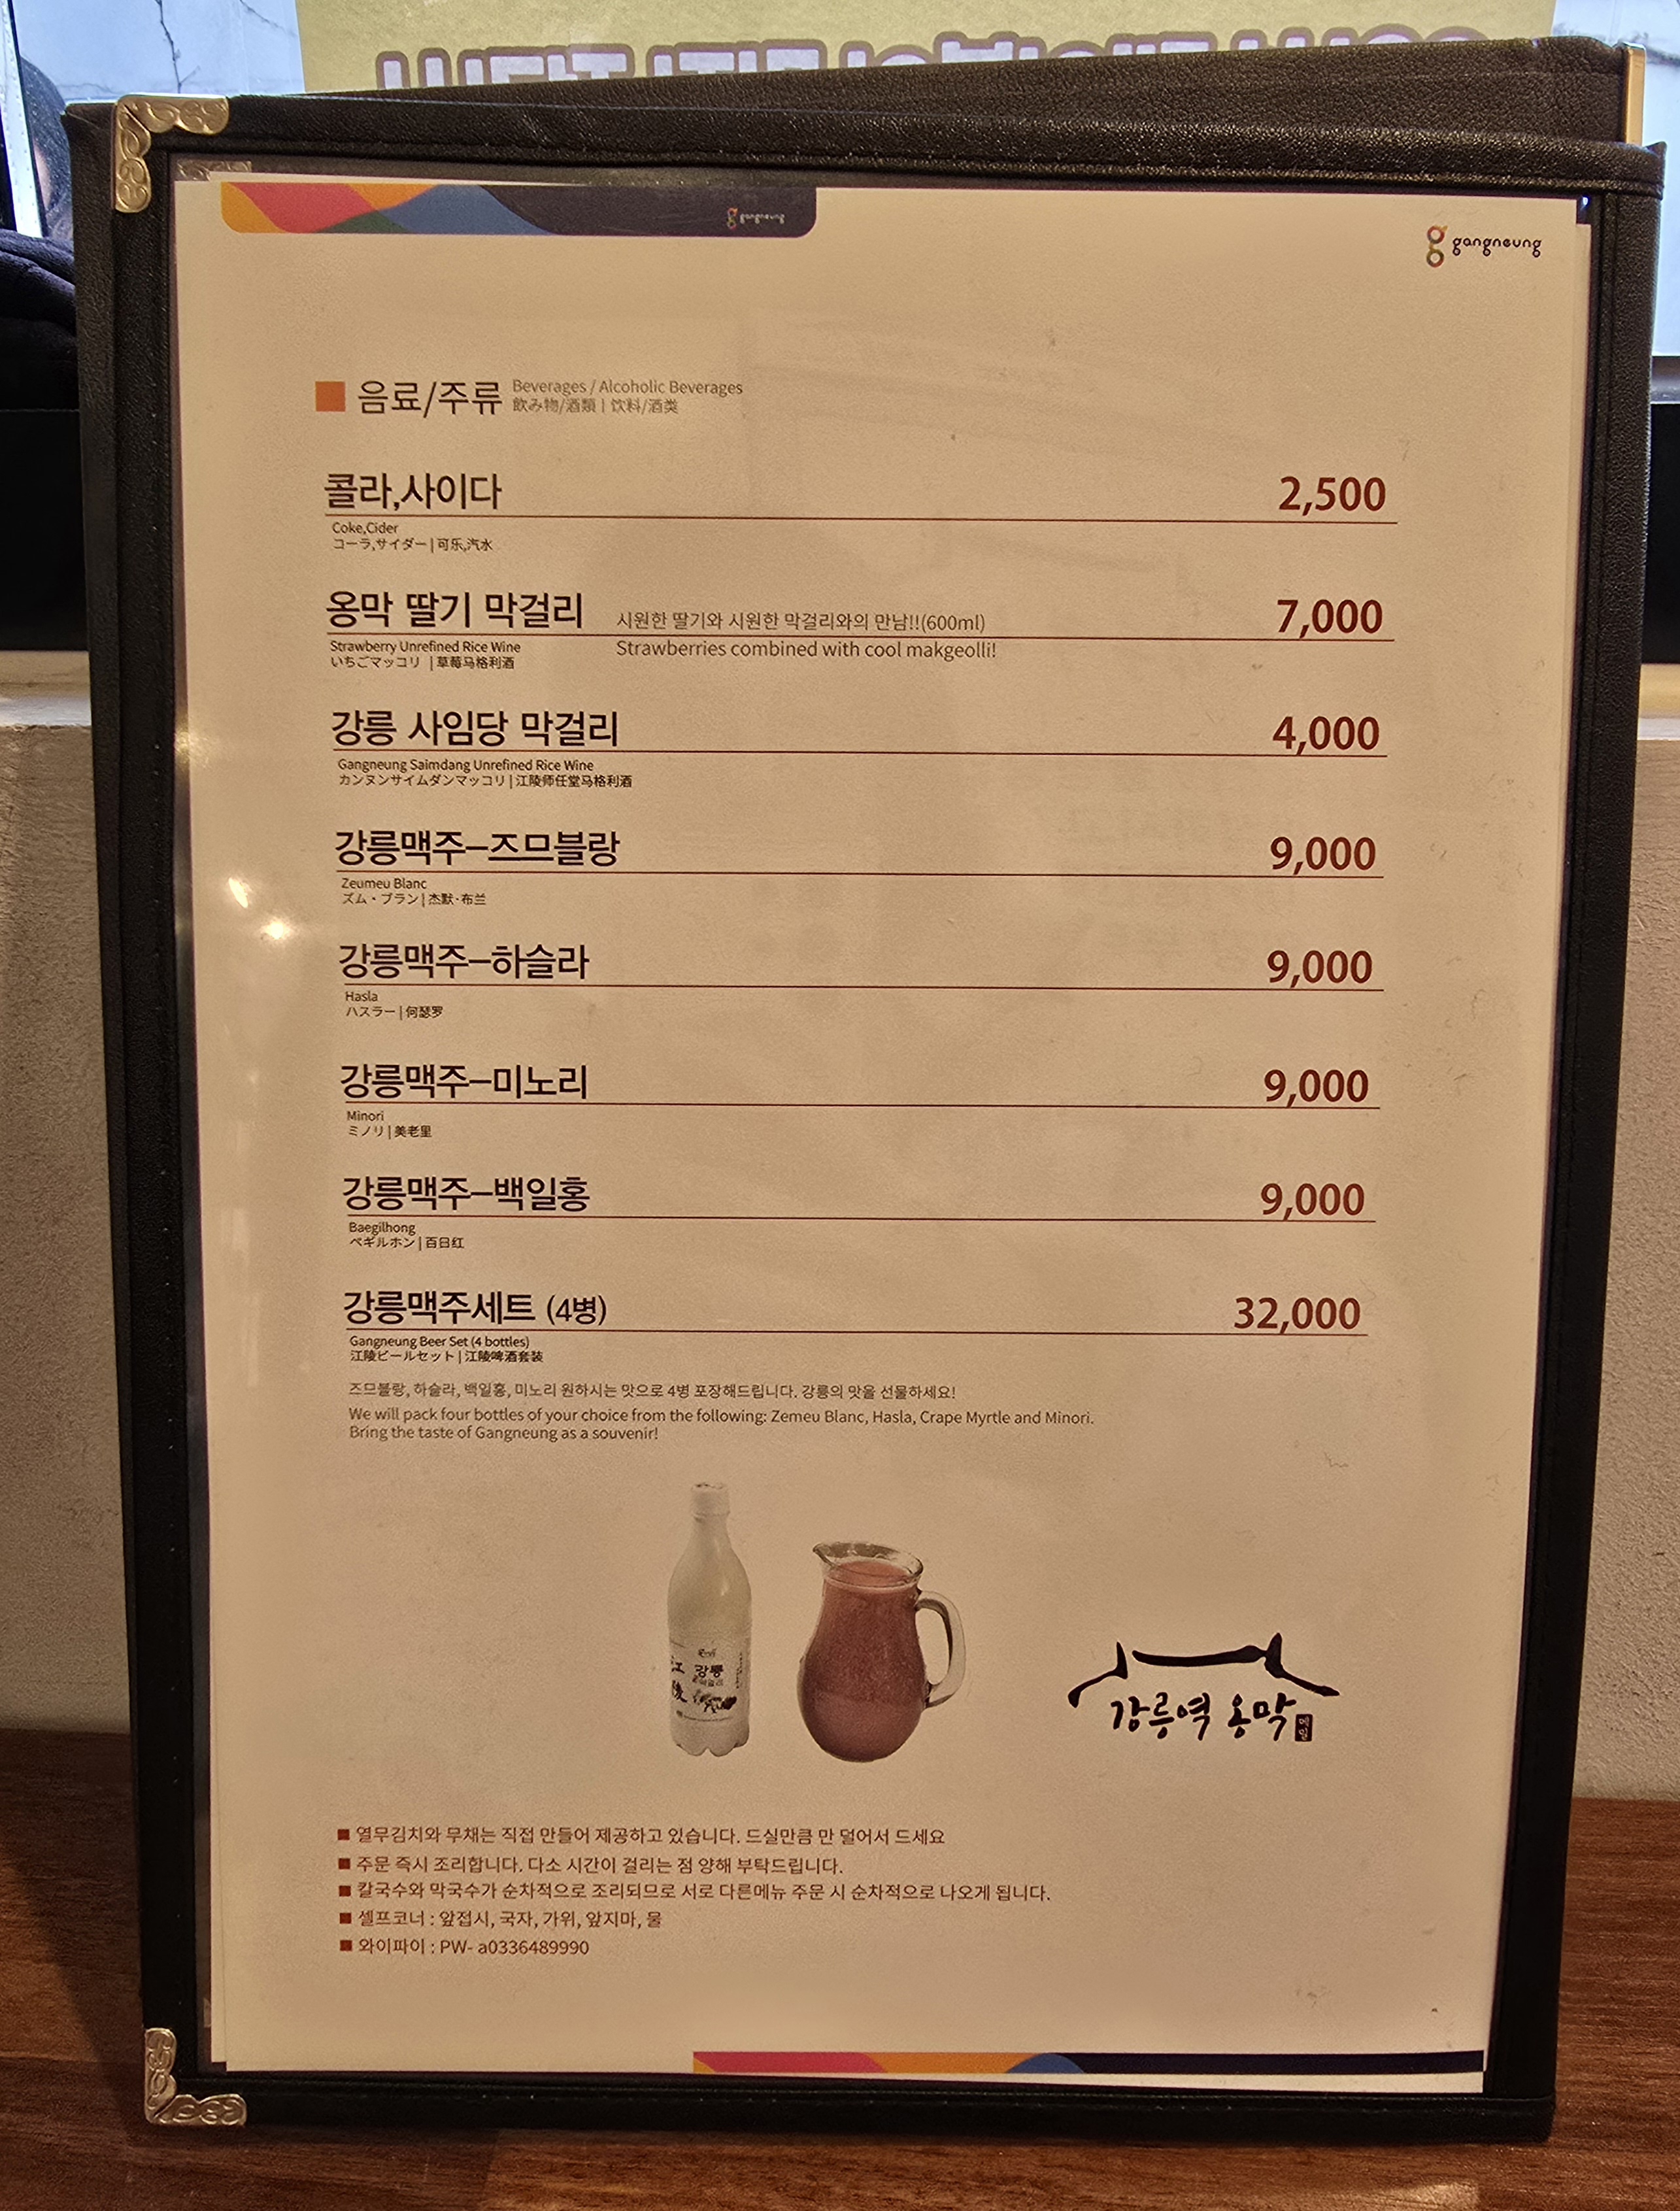 gangneung
gangneung
음료/주류 Beverages / Alcoholic Beverages
飲み物/酒類 | 饮料/酒类
콜라,사이다 2,500
Coke,Cider
コーラ,サイダー | 可乐,汽水
옹막 딸기 막걸리 시원한 딸기와 시원한 막걸리와의 만남!!(600ml) 7,000
Strawberry Unrefined Rice Wine Strawberries combined with cool makgeolli!
いちごマッコリ | 草莓马格利酒
강릉 사임당 막걸리 4,000
Gangneung Saimdang Unrefined Rice Wine
カンヌンサイムダンマッコリ | 江陵师任堂马格利酒
강릉맥주–즈므블랑 9,000
Zeumeu Blanc
ズム・ブラン | 杰默·布兰
강릉맥주–하슬라 9,000
Hasla
ハスラー | 何瑟罗
강릉맥주–미노리 9,000
Minori
ミノリ | 美老里
강릉맥주–백일홍 9,000
Baegilhong
ベギルホン | 百日红
강릉맥주세트 (4병) 32,000
Gangneung Beer Set (4 bottles)
江陵ビールセット | 江陵啤酒套装
즈므블랑, 하슬라, 백일홍, 미노리 원하시는 맛으로 4병 포장해드립니다. 강릉의 맛을 선물하세요!
We will pack four bottles of your choice from the following: Zemeu Blanc, Hasla, Crape Myrtle and Minori.
Bring the taste of Gangneung as a souvenir!
강릉
강릉역 옹막
메밀
■ 열무김치와 무채는 직접 만들어 제공하고 있습니다. 드실만큼 만 덜어서 드세요
■ 주문 즉시 조리합니다. 다소 시간이 걸리는 점 양해 부탁드립니다.
■ 칼국수와 막국수가 순차적으로 조리되므로 서로 다른메뉴 주문 시 순차적으로 나오게 됩니다.
■ 셀프코너 : 앞접시, 국자, 가위, 앞지마, 물
■ 와이파이 : PW- a0336489990